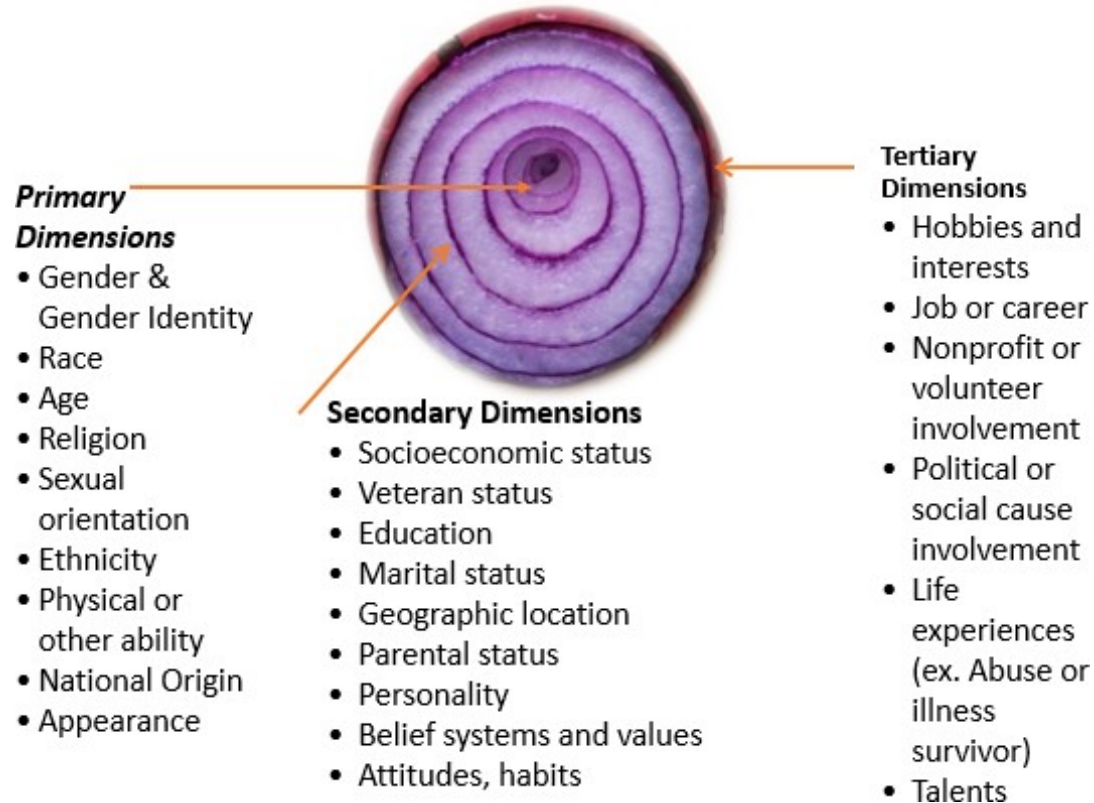 Primary
Dimensions
• Gender &
Gender Identity
• Race
• Age
• Religion
• Sexual
orientation
• Ethnicity
• Physical or
other ability
• National Origin
• Appearance
Secondary Dimensions
• Socioeconomic status
• Veteran status
• Education
• Marital status
• Geographic location
• Parental status
• Personality
• Belief systems and values
• Attitudes, habits
Tertiary
Dimensions
• Hobbies and
interests
• Job or career
• Nonprofit or
volunteer
involvement
• Political or
social cause
involvement
• Life
experiences
(ex. Abuse or
illness
survivor)
• Talents